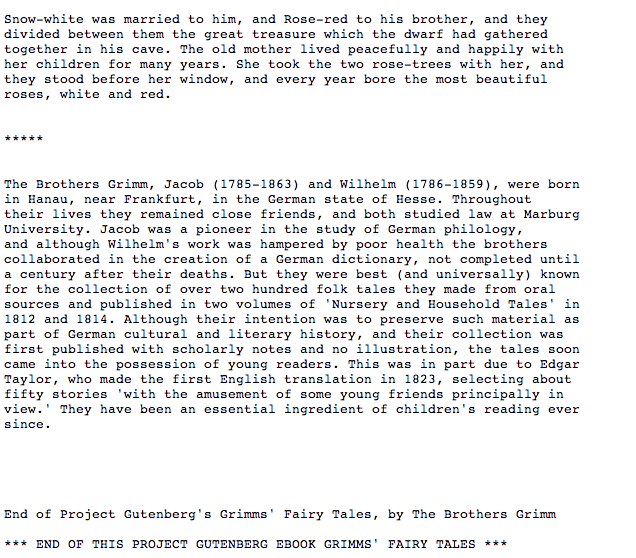 Snow-white was married to him, and Rose-red to his brother, and they
divided between them the great treasure which the dwarf had gathered
together in his cave. The old mother lived peacefully and happily with
her children for many years. She took the two rose-trees with her, and
they stood before her window, and every year bore the most beautiful
roses, white and red.
*****
The Brothers Grimm, Jacob (1785-1863) and Wilhelm (1786-1859), were born
in Hanau, near Frankfurt, in the German state of Hesse. Throughout
their lives they remained close friends, and both studied law at Marburg
University. Jacob was a pioneer in the study of German philology,
and although Wilhelm's work was hampered by poor health the brothers
collaborated in the creation of a German dictionary, not completed until
a century after their deaths. But they were best (and universally) known
for the collection of over two hundred folk tales they made from oral
sources and published in two volumes of 'Nursery and Household Tales' in
1812 and 1814. Although their intention was to preserve such material as
part of German cultural and literary history, and their collection was
first published with scholarly notes and no illustration, the tales soon
came into the possession of young readers. This was in part due to Edgar
Taylor, who made the first English translation in 1823, selecting about
fifty stories 'with the amusement of some young friends principally in
view.' They have been an essential ingredient of children's reading ever
since.
End of Project Gutenberg's Grimms' Fairy Tales, by The Brothers Grimm
*** END OF THIS PROJECT GUTENBERG EBOOK GRIMMS' FAIRY TALES ***